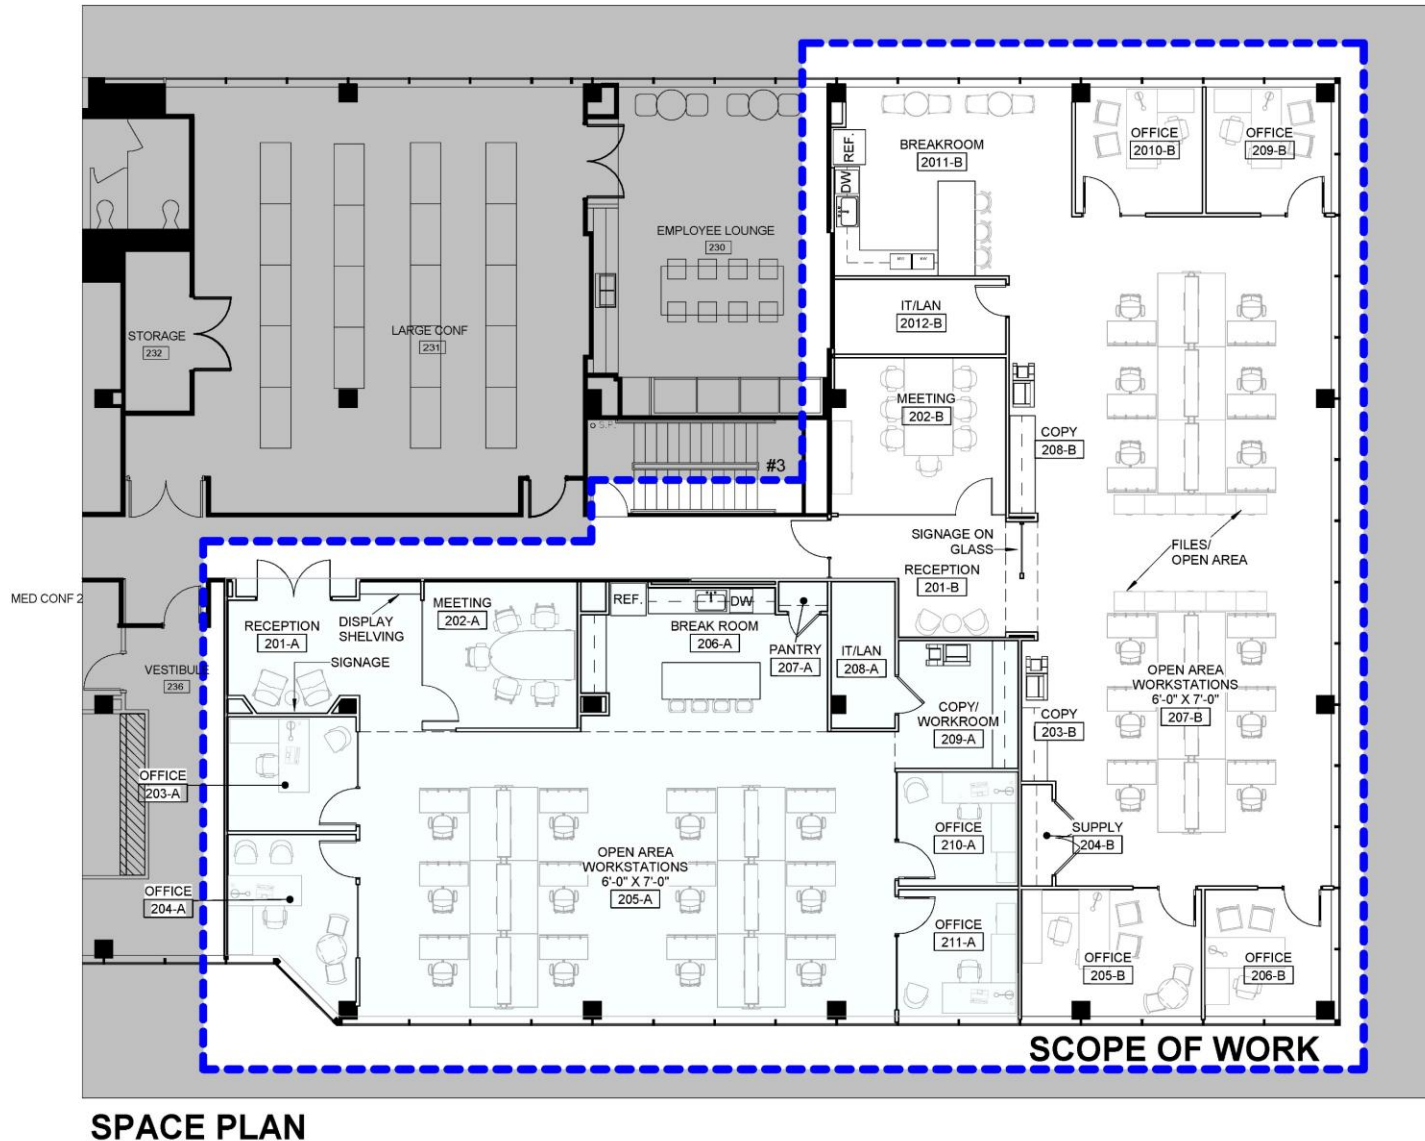 OFFICE
2010-B
OFFICE
209-B
BREAKROOM
2011-B
REF.
DW
EMPLOYEE LOUNGE
230
IT/LAN
2012-B
STORAGE
232
LARGE CONF
231
MEETING
202-B
COPY
208-B
S.P.
#3
SIGNAGE ON
GLASS
FILES/
OPEN AREA
RECEPTION
201-B
MED CONF 2
RECEPTION
201-A
DISPLAY
SHELVING
MEETING
202-A
REF.
DW
BREAK ROOM
206-A
PANTRY
207-A
IT/LAN
208-A
SIGNAGE
VESTIBULE
236
OPEN AREA
WORKSTATIONS
6'-0" X 7'-0"
207-B
COPY/
WORKROOM
209-A
COPY
203-B
OFFICE
203-A
OFFICE
210-A
SUPPLY
204-B
OPEN AREA
WORKSTATIONS
6'-0" X 7'-0"
205-A
OFFICE
204-A
OFFICE
211-A
OFFICE
205-B
OFFICE
206-B
SCOPE OF WORK
SPACE PLAN